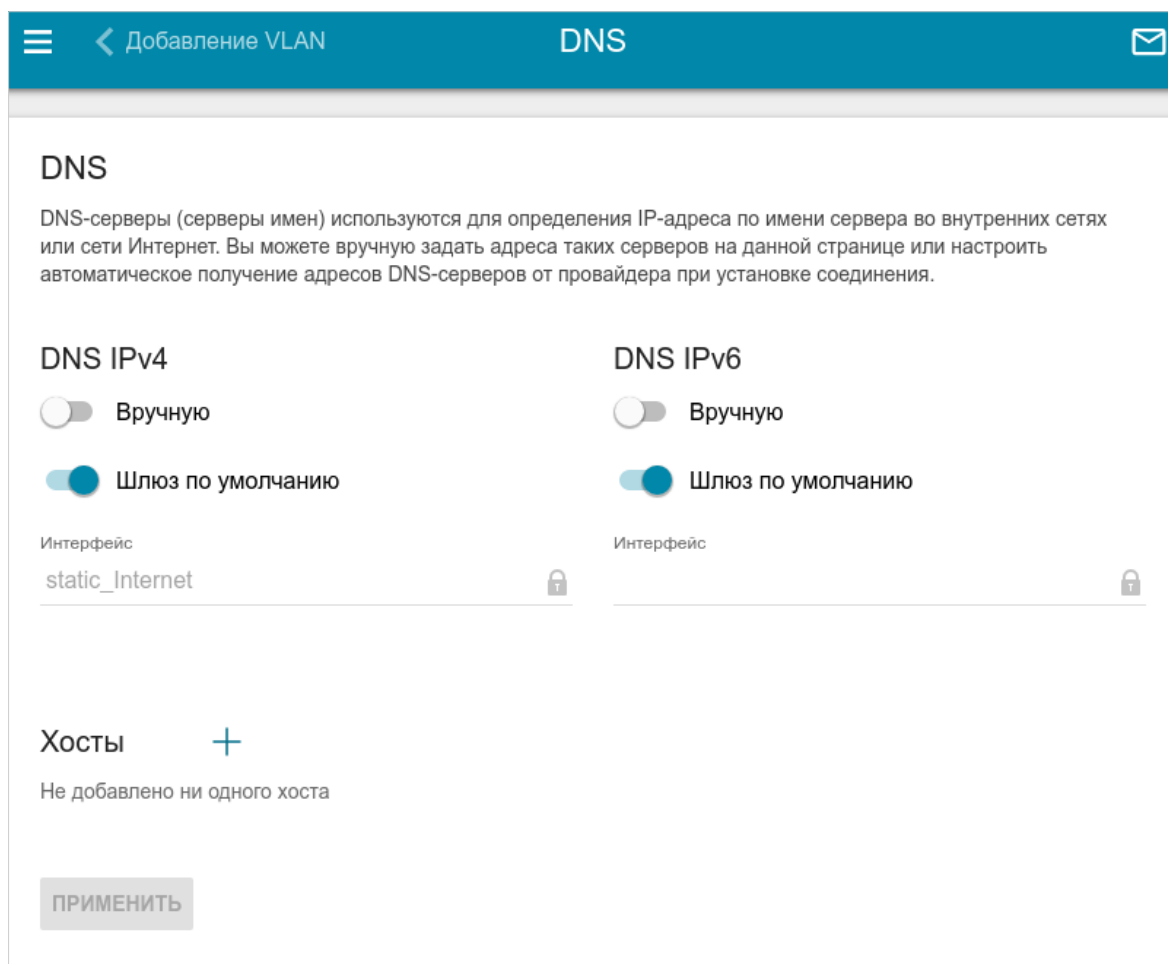 Добавление VLAN
DNS
DNS
DNS-серверы (серверы имен) используются для определения IP-адреса по имени сервера во внутренних сетях
или сети Интернет. Вы можете вручную задать адреса таких серверов на данной странице или настроить
автоматическое получение адресов DNS-серверов от провайдера при установке соединения.
DNS IPv4
Вручную
Шлюз по умолчанию
Интерфейс
static_Internet
DNS IPv6
Вручную
Шлюз по умолчанию
Интерфейс
Хосты
Не добавлено ни одного хоста
ПРИМЕНИТЬ